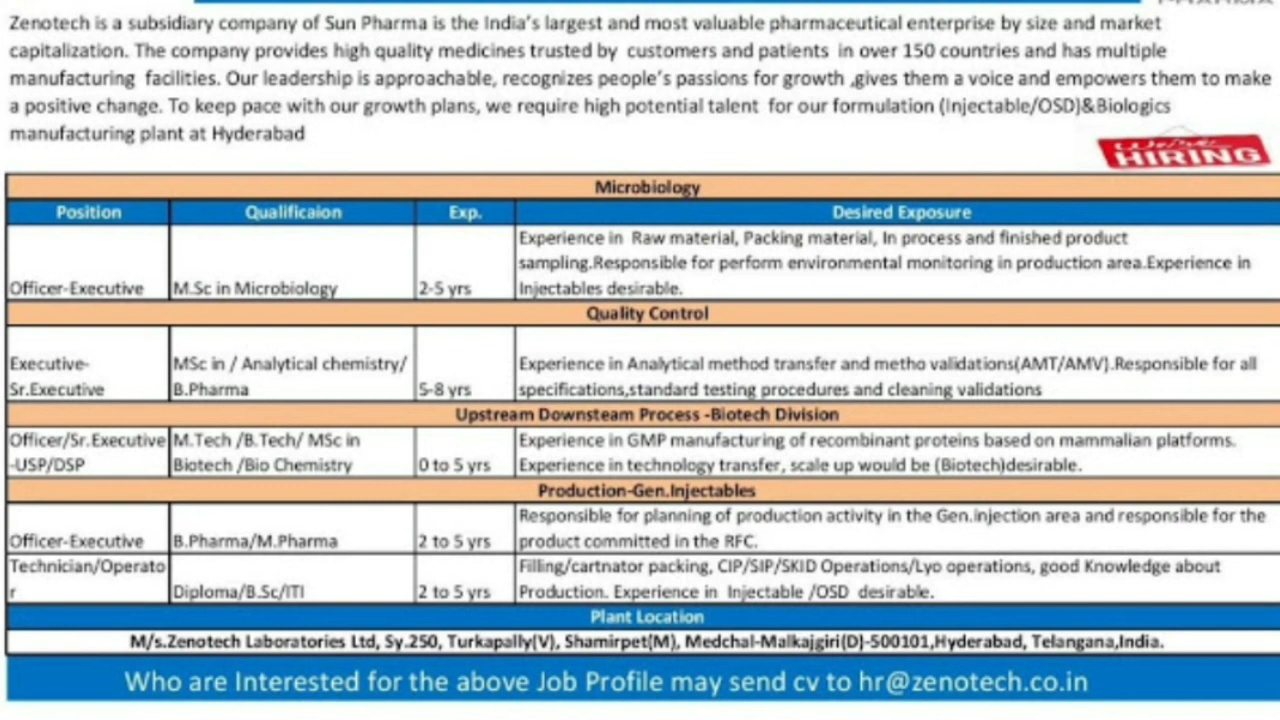 Zenotech is a subsidiary company of Sun Pharma is the India's largest and most valuable pharmaceutical enterprise by size and market
capitalization. The company provides high quality medicines trusted by customers and patients in over 150 countries and has multiple
manufacturing facilities. Our leadership is approachable, recognizes people's passions for growth ,gives them a voice and empowers them to make
a positive change. To keep pace with our growth plans, we require high potential talent for our formulation (Injectable/OSD)&Biologics
manufacturing plant at Hyderabad
We're
HIRING
Microbiology
Position Qualificaion Exp. Desired Exposure
Experience in Raw material, Packing material, In process and finished product
sampling.Responsible for perform environmental monitoring in production area.Experience in
Officer-Executive M.Sc in Microbiology 2-5 yrs Injectables desirable.
Quality Control
Executive- MSc in / Analytical chemistry/ Experience in Analytical method transfer and metho validations(AMT/AMV).Responsible for all
Sr.Executive B.Pharma 5-8 yrs specifications,standard testing procedures and cleaning validations
Upstream Downsteam Process -Biotech Division
Officer/Sr.Executive M.Tech /B.Tech/ MSc in Experience in GMP manufacturing of recombinant proteins based on mammalian platforms.
-USP/DSP Biotech /Bio Chemistry 0 to 5 yrs Experience in technology transfer, scale up would be (Biotech)desirable.
Production-Gen.Injectables
Responsible for planning of production activity in the Gen.injection area and responsible for the
Officer-Executive B.Pharma/M.Pharma 2 to 5 yrs product committed in the RFC.
Technician/Operato Filling/cartnator packing, CIP/SIP/SKID Operations/Lyo operations, good Knowledge about
r Diploma/B.Sc/ITI 2 to 5 yrs Production. Experience in Injectable /OSD desirable.
Plant Location
M/s.Zenotech Laboratories Ltd, Sy.250, Turkapally(V), Shamirpet(M), Medchal-Malkajgiri(D)-500101,Hyderabad, Telangana,India.
Who are Interested for the above Job Profile may send cv to hr@zenotech.co.in